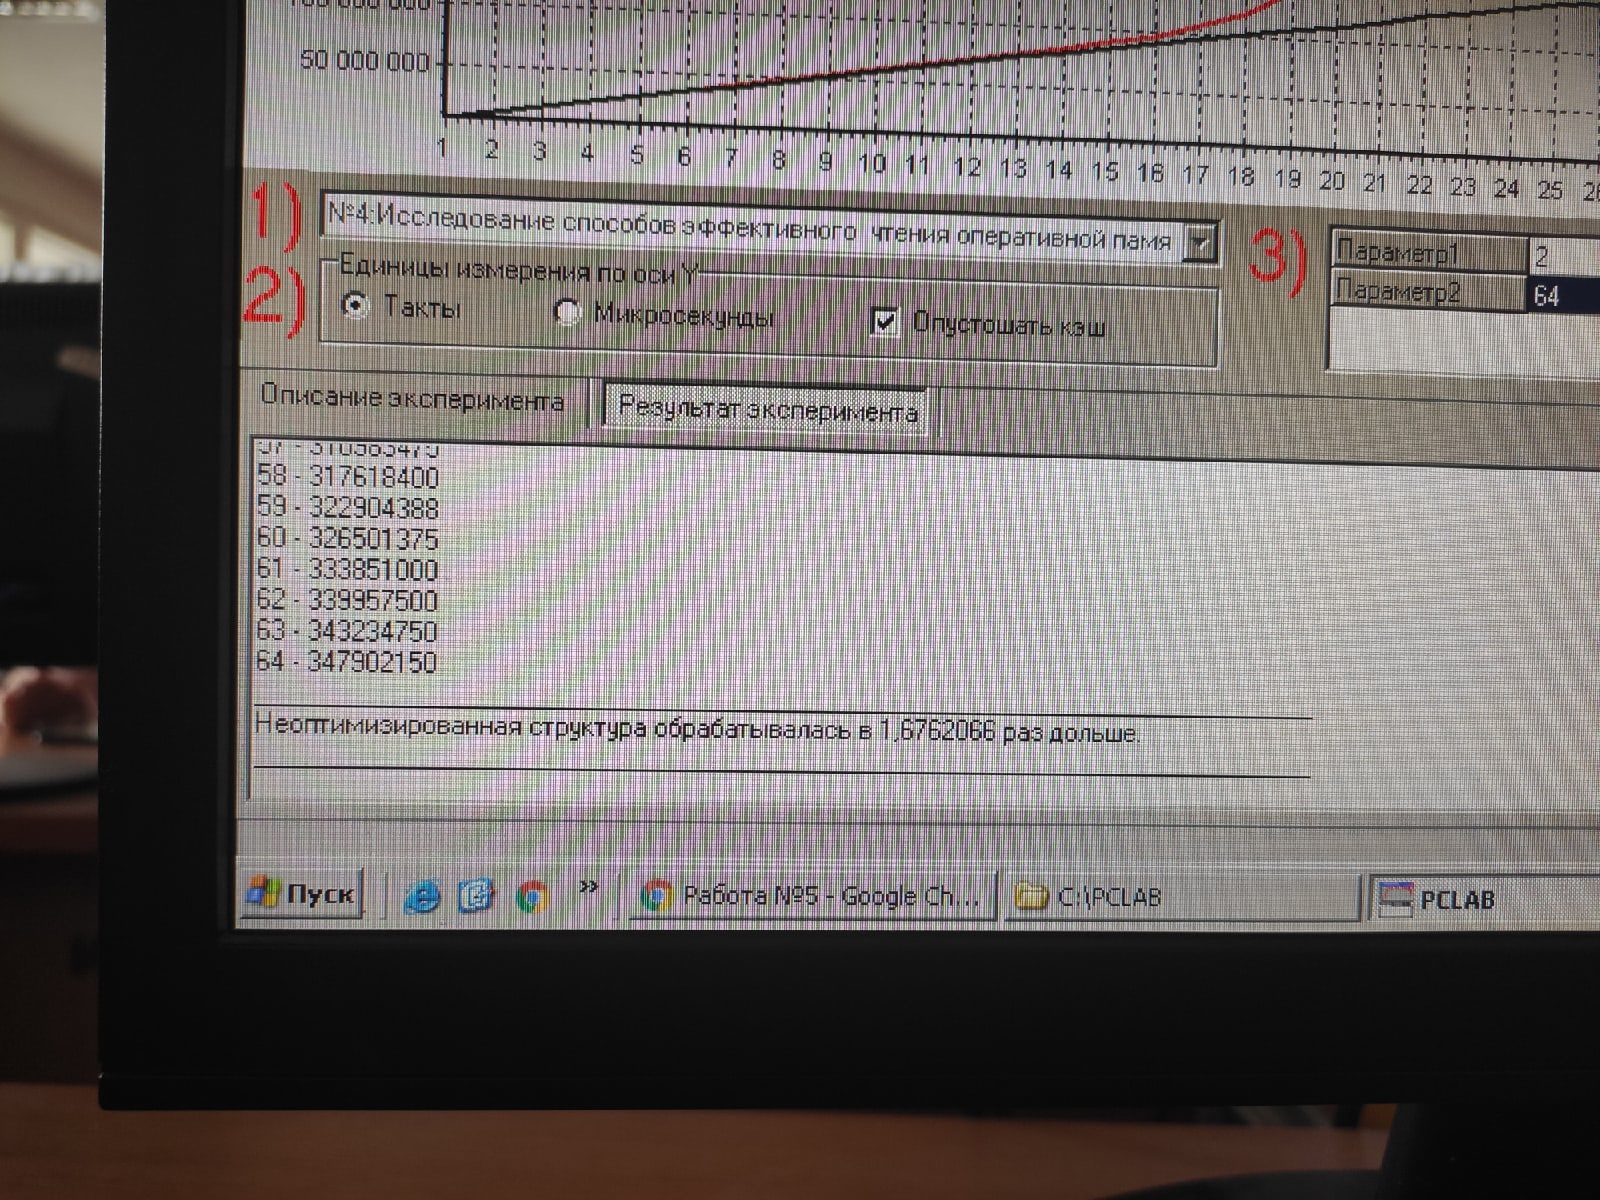 50 000 000
1 2 3 4 5 6 7 8 9 10 11 12 13 14 15 16 17 18 19 20 21 22 23 24 25
1)
№4:Исследование способов эффективного чтения оперативной памя
2)
Единицы измерения по оси Y
Такты Микросекунды Опустошать кэш
3)
Параметр1 2
Параметр2 64
Описание эксперимента Результат эксперимента
58 - 317618400
59 - 322904388
60 - 326501375
61 - 333851000
62 - 339957500
63 - 343234750
64 - 347902150
Неоптимизированная структура обрабатывалась в 1,6762066 раз дольше.
Пуск » Работа №5 - Google Ch... C:\PCLAB PCLAB